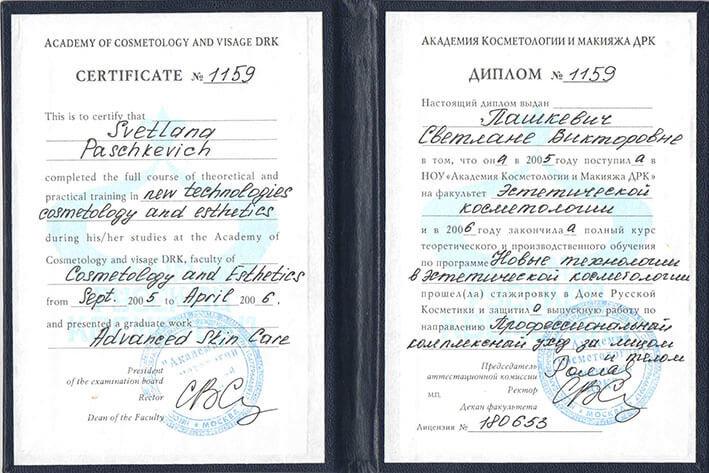 ACADEMY OF COSMETOLOGY AND VISAGE DRK
CERTIFICATE № 1159
This is to certify that
Svetlana
Paschkevich
completed the full course of theoretical and
practical training in new technologies
cosmetology and esthetics
during his/her studies at the Academy of
Cosmetology and visage DRK, faculty of
Cosmetology and Esthetics
from Sept. 2005 to April 2006,
and presented a graduate work
Advanced Skin Care
President
of the examination board
Rector
Dean of the Faculty
МОСКВА
АКАДЕМИЯ КОСМЕТОЛОГИИ И МАКИЯЖА ДРК
ДИПЛОМ № 1159
Настоящий диплом выдан
Пашкевич
Светлане Викторовне
в том, что она в 2005 году поступила в
НОУ «Академия Косметологии и Макияжа ДРК»
на факультет Эстетической
косметологии
и в 2006 году закончила полный курс
теоретического и производственного обучения
по программе Новые технологии
в эстетической косметологии
прошел(ла) стажировку в Доме Русской
Косметики и защитила выпускную работу по
направлению Профессиональный
комплексный уход за лицом
и телом
Председатель
аттестационной комиссии
Ректор
МП.
Декан факультета
Лицензия № 180653
МОСКВА